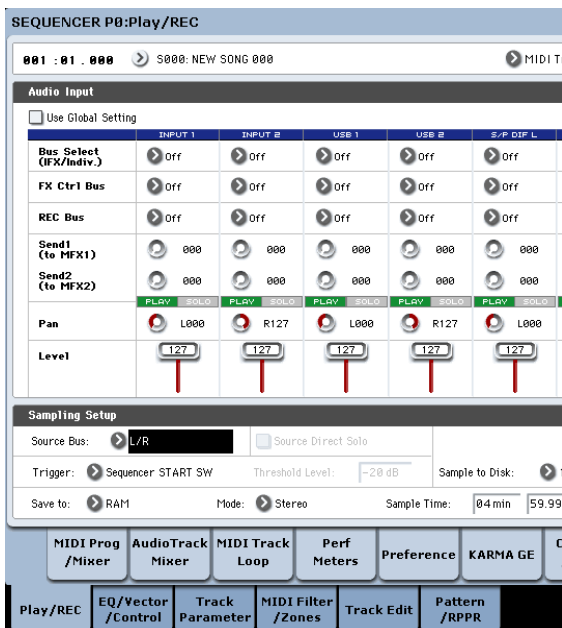 SEQUENCER P0:Play/REC
001 :01 . 000 S000: NEW SONG 000 MIDI T
Audio Input
Use Global Setting
INPUT 1 INPUT 2 USB 1 USB 2 S/P DIF L
Bus Select (IFX/Indiv.) Off Off Off Off Off
FX Ctrl Bus Off Off Off Off Off
REC Bus Off Off Off Off Off
Send1 (to MFX1) 000 000 000 000 000
Send2 (to MFX2) 000 000 000 000 000
PLAY SOLO PLAY SOLO PLAY SOLO PLAY SOLO PLAY SOLO
Pan L000 R127 L000 R127 L000
Level 127 127 127 127 127
Sampling Setup
Source Bus: L/R Source Direct Solo
Trigger: Sequencer START SW Threshold Level: -20 dB Sample to Disk:
Save to: RAM Mode: Stereo Sample Time: 04 min 59.99
MIDI Prog /Mixer AudioTrack Mixer MIDI Track Loop Perf Meters Preference KARMA GE
Play/REC EQ/Vector /Control Track Parameter MIDI Filter /Zones Track Edit Pattern /RPPR